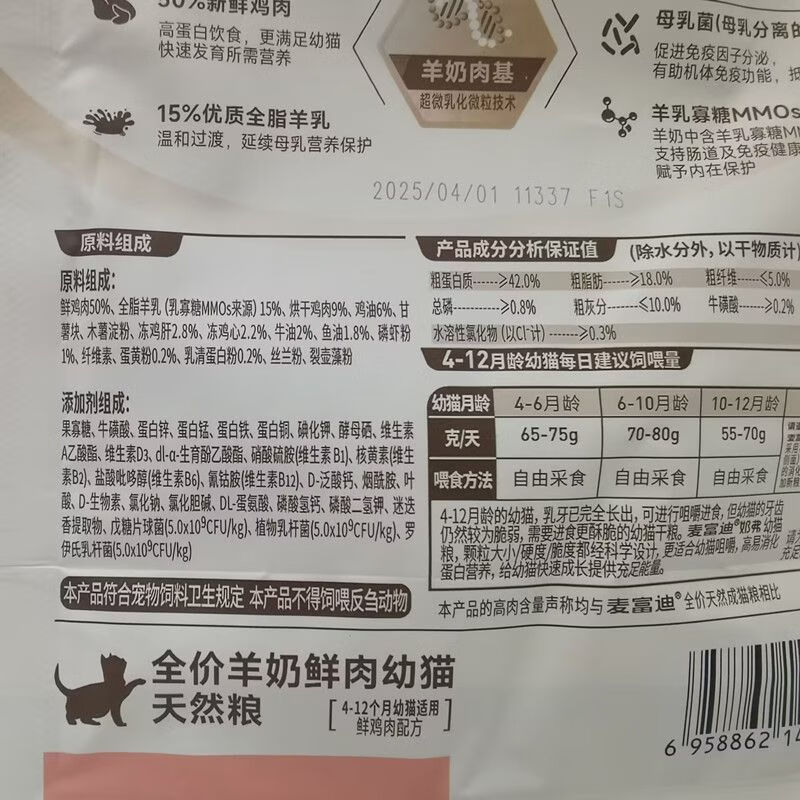 50%新鲜鸡肉
高蛋白饮食，更满足幼猫
快速发育所需营养
15%优质全脂羊乳
温和过渡，延续母乳营养保护
羊奶肉基
超微乳化微粒技术
母乳菌(母乳分离的
促进免疫因子分泌，
有助机体免疫功能，抵
羊乳寡糖MMOs
羊奶中含羊乳寡糖MM
支持肠道及免疫健康
赋予内在保护
2025/04/01 11337 F1S
原料组成
原料组成：
鲜鸡肉50%、全脂羊乳（乳寡糖MMOs来源）15%、烘干鸡肉9%、鸡油6%、甘
薯块、木薯淀粉、冻鸡肝2.8%、冻鸡心2.2%、牛油2%、鱼油1.8%、磷虾粉
1%、纤维素、蛋黄粉0.2%、乳清蛋白粉0.2%、丝兰粉、裂壶藻粉
添加剂组成：
果寡糖、牛磺酸、蛋白锌、蛋白锰、蛋白铁、蛋白铜、碘化钾、酵母硒、维生素
A乙酸酯、维生素D3、dl-α-生育酚乙酸酯、硝酸硫胺(维生素B1)、核黄素(维生
素B2)、盐酸吡哆醇(维生素B6)、氰钴胺(维生素B12)、D-泛酸钙、烟酰胺、叶
酸、D-生物素、氯化钠、氯化胆碱、DL-蛋氨酸、磷酸氢钙、磷酸二氢钾、迷迭
香提取物、戊糖片球菌(5.0x10⁹CFU/kg)、植物乳杆菌(5.0x10⁹CFU/kg)、罗
伊氏乳杆菌(5.0x10⁹CFU/kg)
本产品符合宠物饲料卫生规定 本产品不得饲喂反刍动物
产品成分分析保证值 (除水分外，以干物质计)
粗蛋白质------≥42.0% 粗脂肪-----≥18.0% 粗纤维-----≤5.0%
总磷-----------≥0.8% 粗灰分-----≤10.0% 牛磺酸-----≥0.2%
水溶性氯化物（以Cl⁻计）-------≥0.3%
4-12月龄幼猫每日建议饲喂量
幼猫月龄 4-6月龄 6-10月龄 10-12月龄
克/天 65-75g 70-80g 55-70g
喂食方法 自由采食 自由采食 自由采食
4-12月龄的幼猫，乳牙已完全长出，可进行咀嚼进食，但幼猫的牙齿
仍然较为脆弱，需要进食更酥脆的幼猫干粮。麦富迪®奶弗幼猫
粮，颗粒大小/硬度/脆度都经科学设计，更适合幼猫咀嚼，高易消化
蛋白营养，给幼猫快速成长提供充足能量。
本产品的高肉含量声称均与 麦富迪®全价天然成猫粮相比
全价羊奶鲜肉幼猫
天然粮
4-12个月幼猫适用
鲜鸡肉配方
6 958862 14